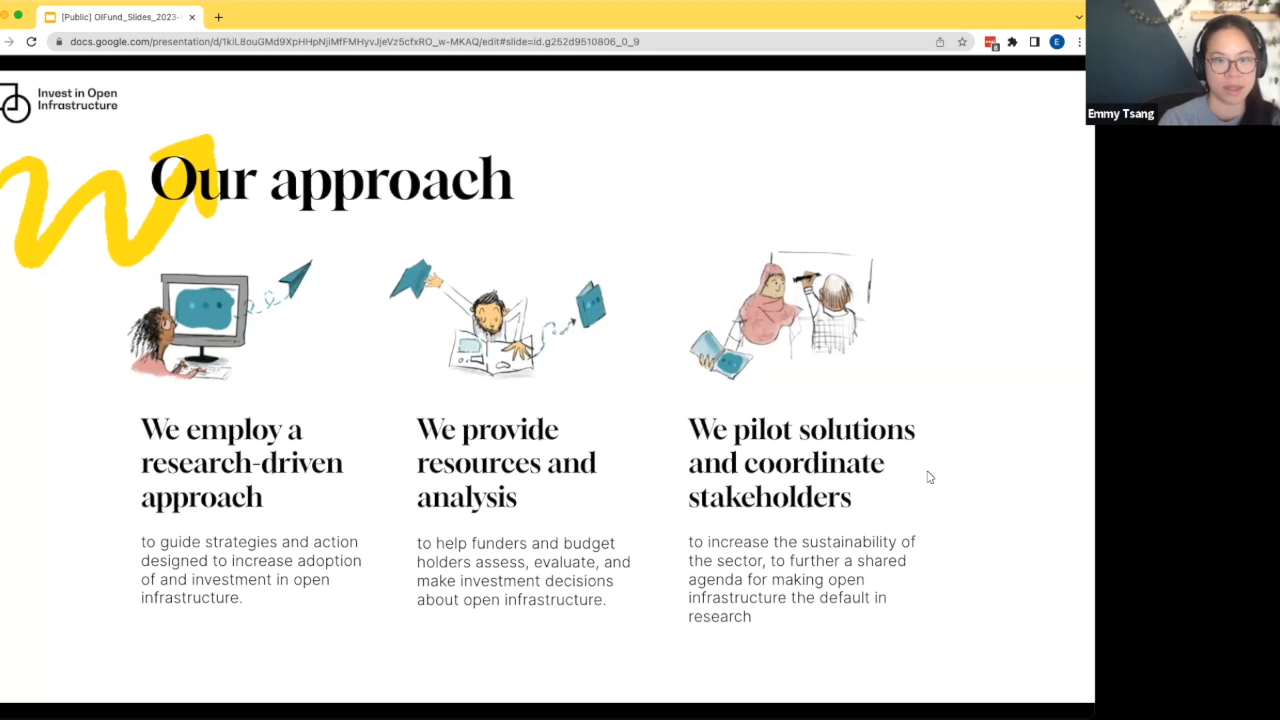 [Public] OIFund_Slides_2023-
docs.google.com/presentation/d/1kiL8ouGMd9XpHHpNjiMfFMHyvJjeVz5cfxRO_w-MKAQ/edit#slide=id.g252d9510806_0_9
6
E
Emmy Tsang
Invest in Open
Infrastructure
Our approach
We employ a
research-driven
approach
to guide strategies and action
designed to increase adoption
of and investment in open
infrastructure.
We provide
resources and
analysis
to help funders and budget
holders assess, evaluate, and
make investment decisions
about open infrastructure.
We pilot solutions
and coordinate
stakeholders
to increase the sustainability of
the sector, to further a shared
agenda for making open
infrastructure the default in
research